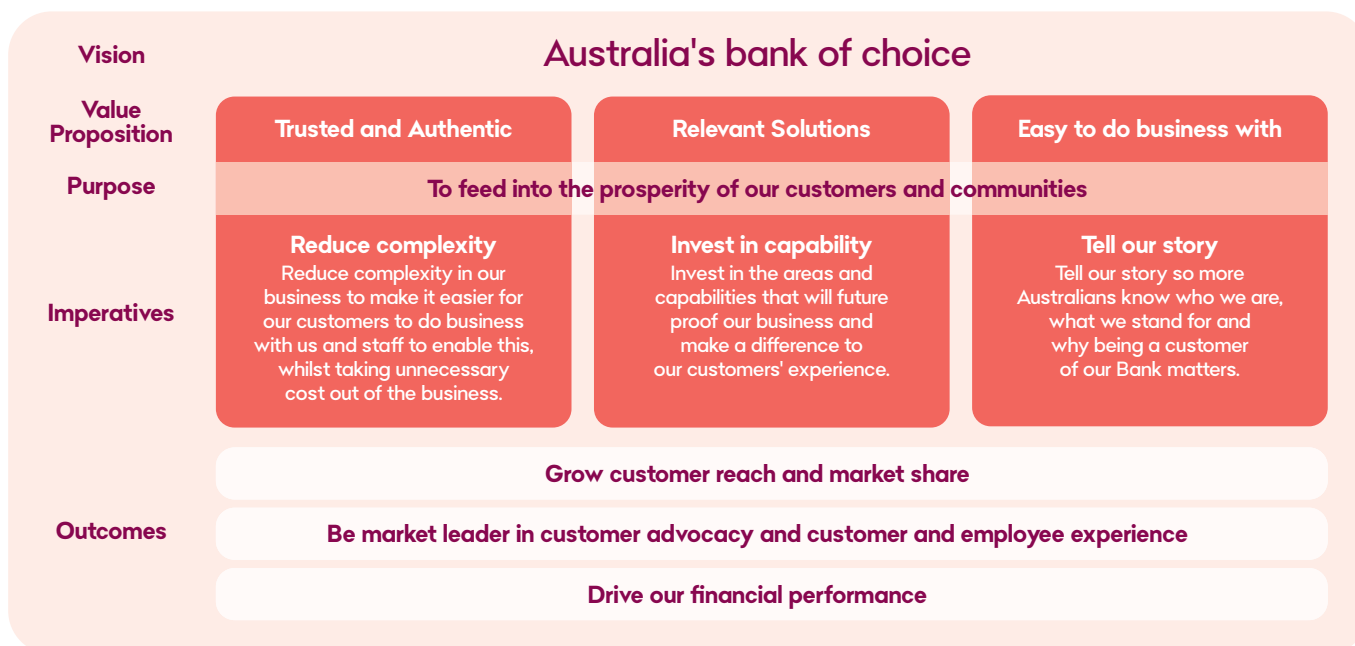 Vision
Australia's bank of choice
Value
Proposition
Trusted and Authentic
Relevant Solutions
Easy to do business with
Purpose
To feed into the prosperity of our customers and communities
Imperatives
Reduce complexity
Reduce complexity in our
business to make it easier for
our customers to do business
with us and staff to enable this,
whilst taking unnecessary
cost out of the business.
Invest in capability
Invest in the areas and
capabilities that will future
proof our business and
make a difference to
our customers' experience.
Tell our story
Tell our story so more
Australians know who we are,
what we stand for and
why being a customer
of our Bank matters.
Outcomes
Grow customer reach and market share
Be market leader in customer advocacy and customer and employee experience
Drive our financial performance